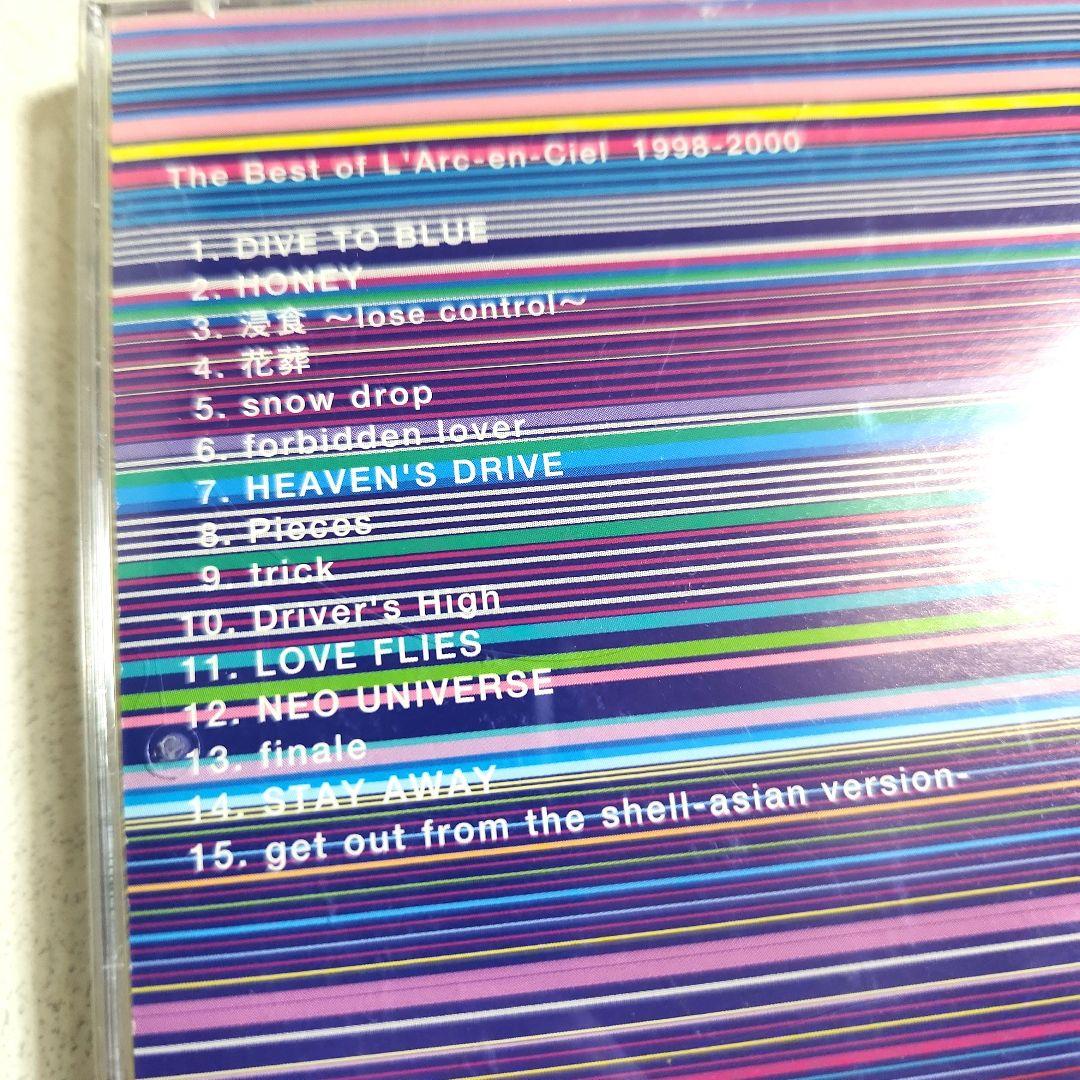 The Best of L'Arc-en-Ciel 1998-2000
1. DIVE TO BLUE
2. HONEY
3. 浸食 ～lose control～
4. 花葬
5. snow drop
6. forbidden lover
7. HEAVEN'S DRIVE
8. Pieces
9. trick
10. Driver's High
11. LOVE FLIES
12. NEO UNIVERSE
13. finale
14. STAY AWAY
15. get out from the shell-asian version-